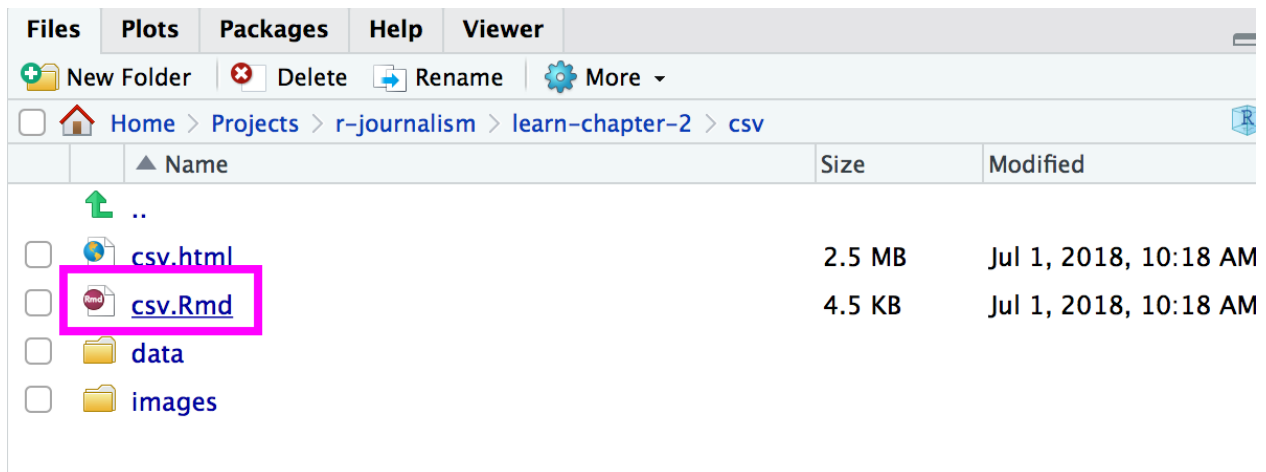 Files Plots Packages Help Viewer
New Folder Delete Rename More
Home > Projects > r-journalism > learn-chapter-2 > csv R
Name Size Modified
..
csv.html 2.5 MB Jul 1, 2018, 10:18 AM
Rmd csv.Rmd 4.5 KB Jul 1, 2018, 10:18 AM
data
images